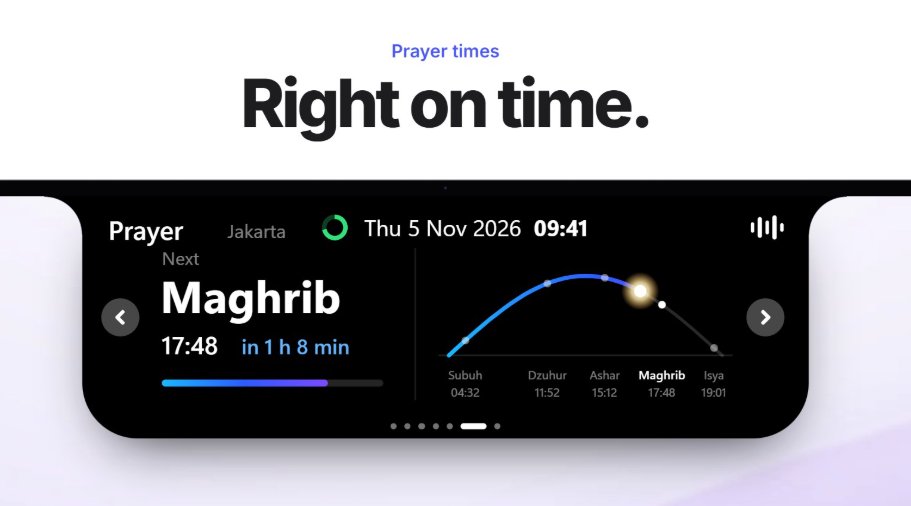 Prayer times
Right on time.
Prayer Jakarta Thu 5 Nov 2026 09:41
Next
Maghrib
17:48 in 1 h 8 min
Subuh Dzuhur Ashar Maghrib Isya
04:32 11:52 15:12 17:48 19:01